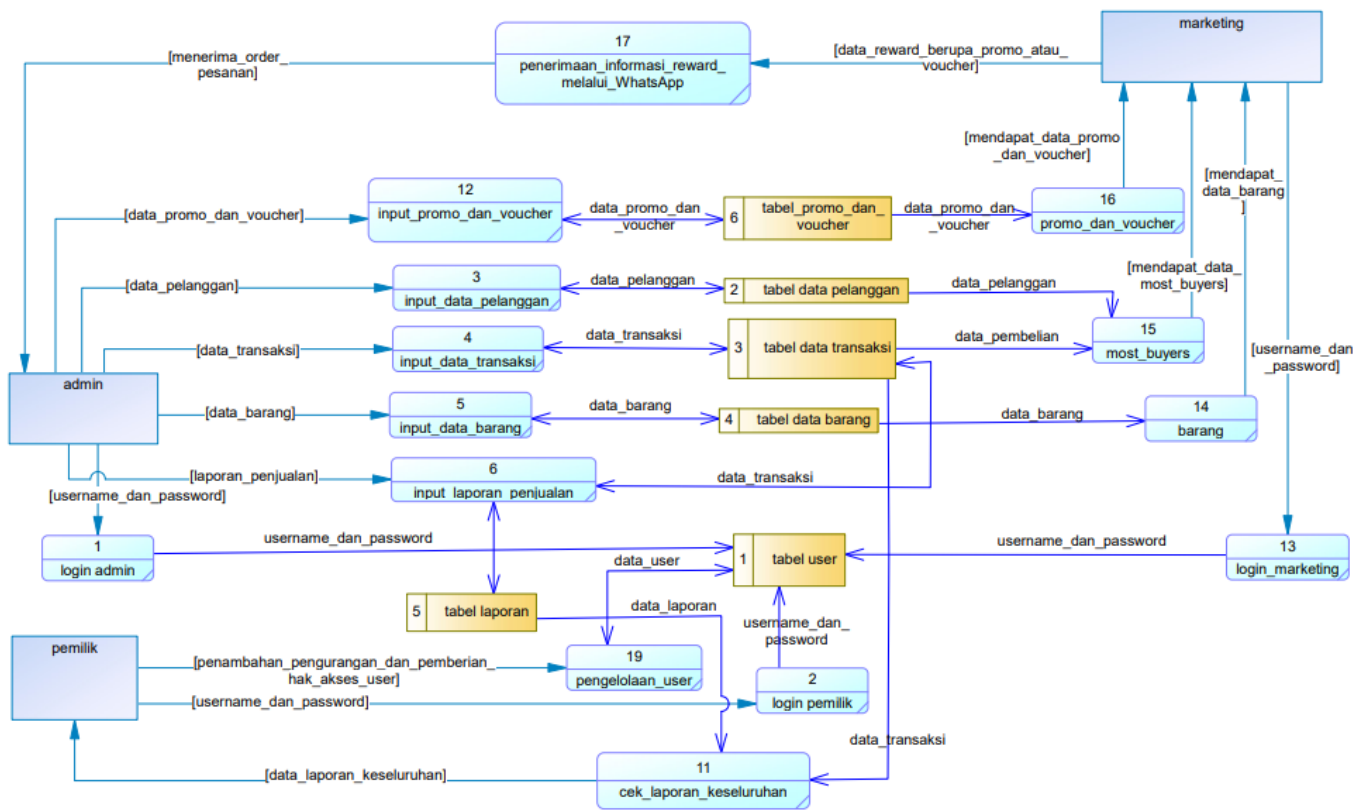 marketing
17
penerimaan_informasi_reward_
melalui_WhatsApp
[menerima_order_
pesanan]
[data_reward_berupa_promo_atau_
voucher]
[mendapat_data_promo
_dan_voucher]
[mendapat_
data_barang
]
12
input_promo_dan_voucher
[data_promo_dan_voucher]
data_promo_dan
_voucher
6
tabel_promo_dan_
voucher
data_promo_dan
_voucher
16
promo_dan_voucher
[mendapat_data_
most_buyers]
[data_pelanggan]
3
input_data_pelanggan
data_pelanggan
2
tabel data pelanggan
data_pelanggan
[data_transaksi]
4
input_data_transaksi
data_transaksi
3
tabel data transaksi
data_pembelian
15
most_buyers
[username_dan
_password]
admin
[data_barang]
5
input_data_barang
data_barang
4
tabel data barang
data_barang
14
barang
[laporan_penjualan]
6
input_laporan_penjualan
data_transaksi
[username_dan_password]
1
login admin
username_dan_password
data_user
1
tabel user
username_dan_password
13
login_marketing
5
tabel laporan
data_laporan
username_dan_
password
pemilik
[penambahan_pengurangan_dan_pemberian_
hak_akses_user]
19
pengelolaan_user
[username_dan_password]
2
login pemilik
data_transaksi
[data_laporan_keseluruhan]
11
cek_laporan_keseluruhan